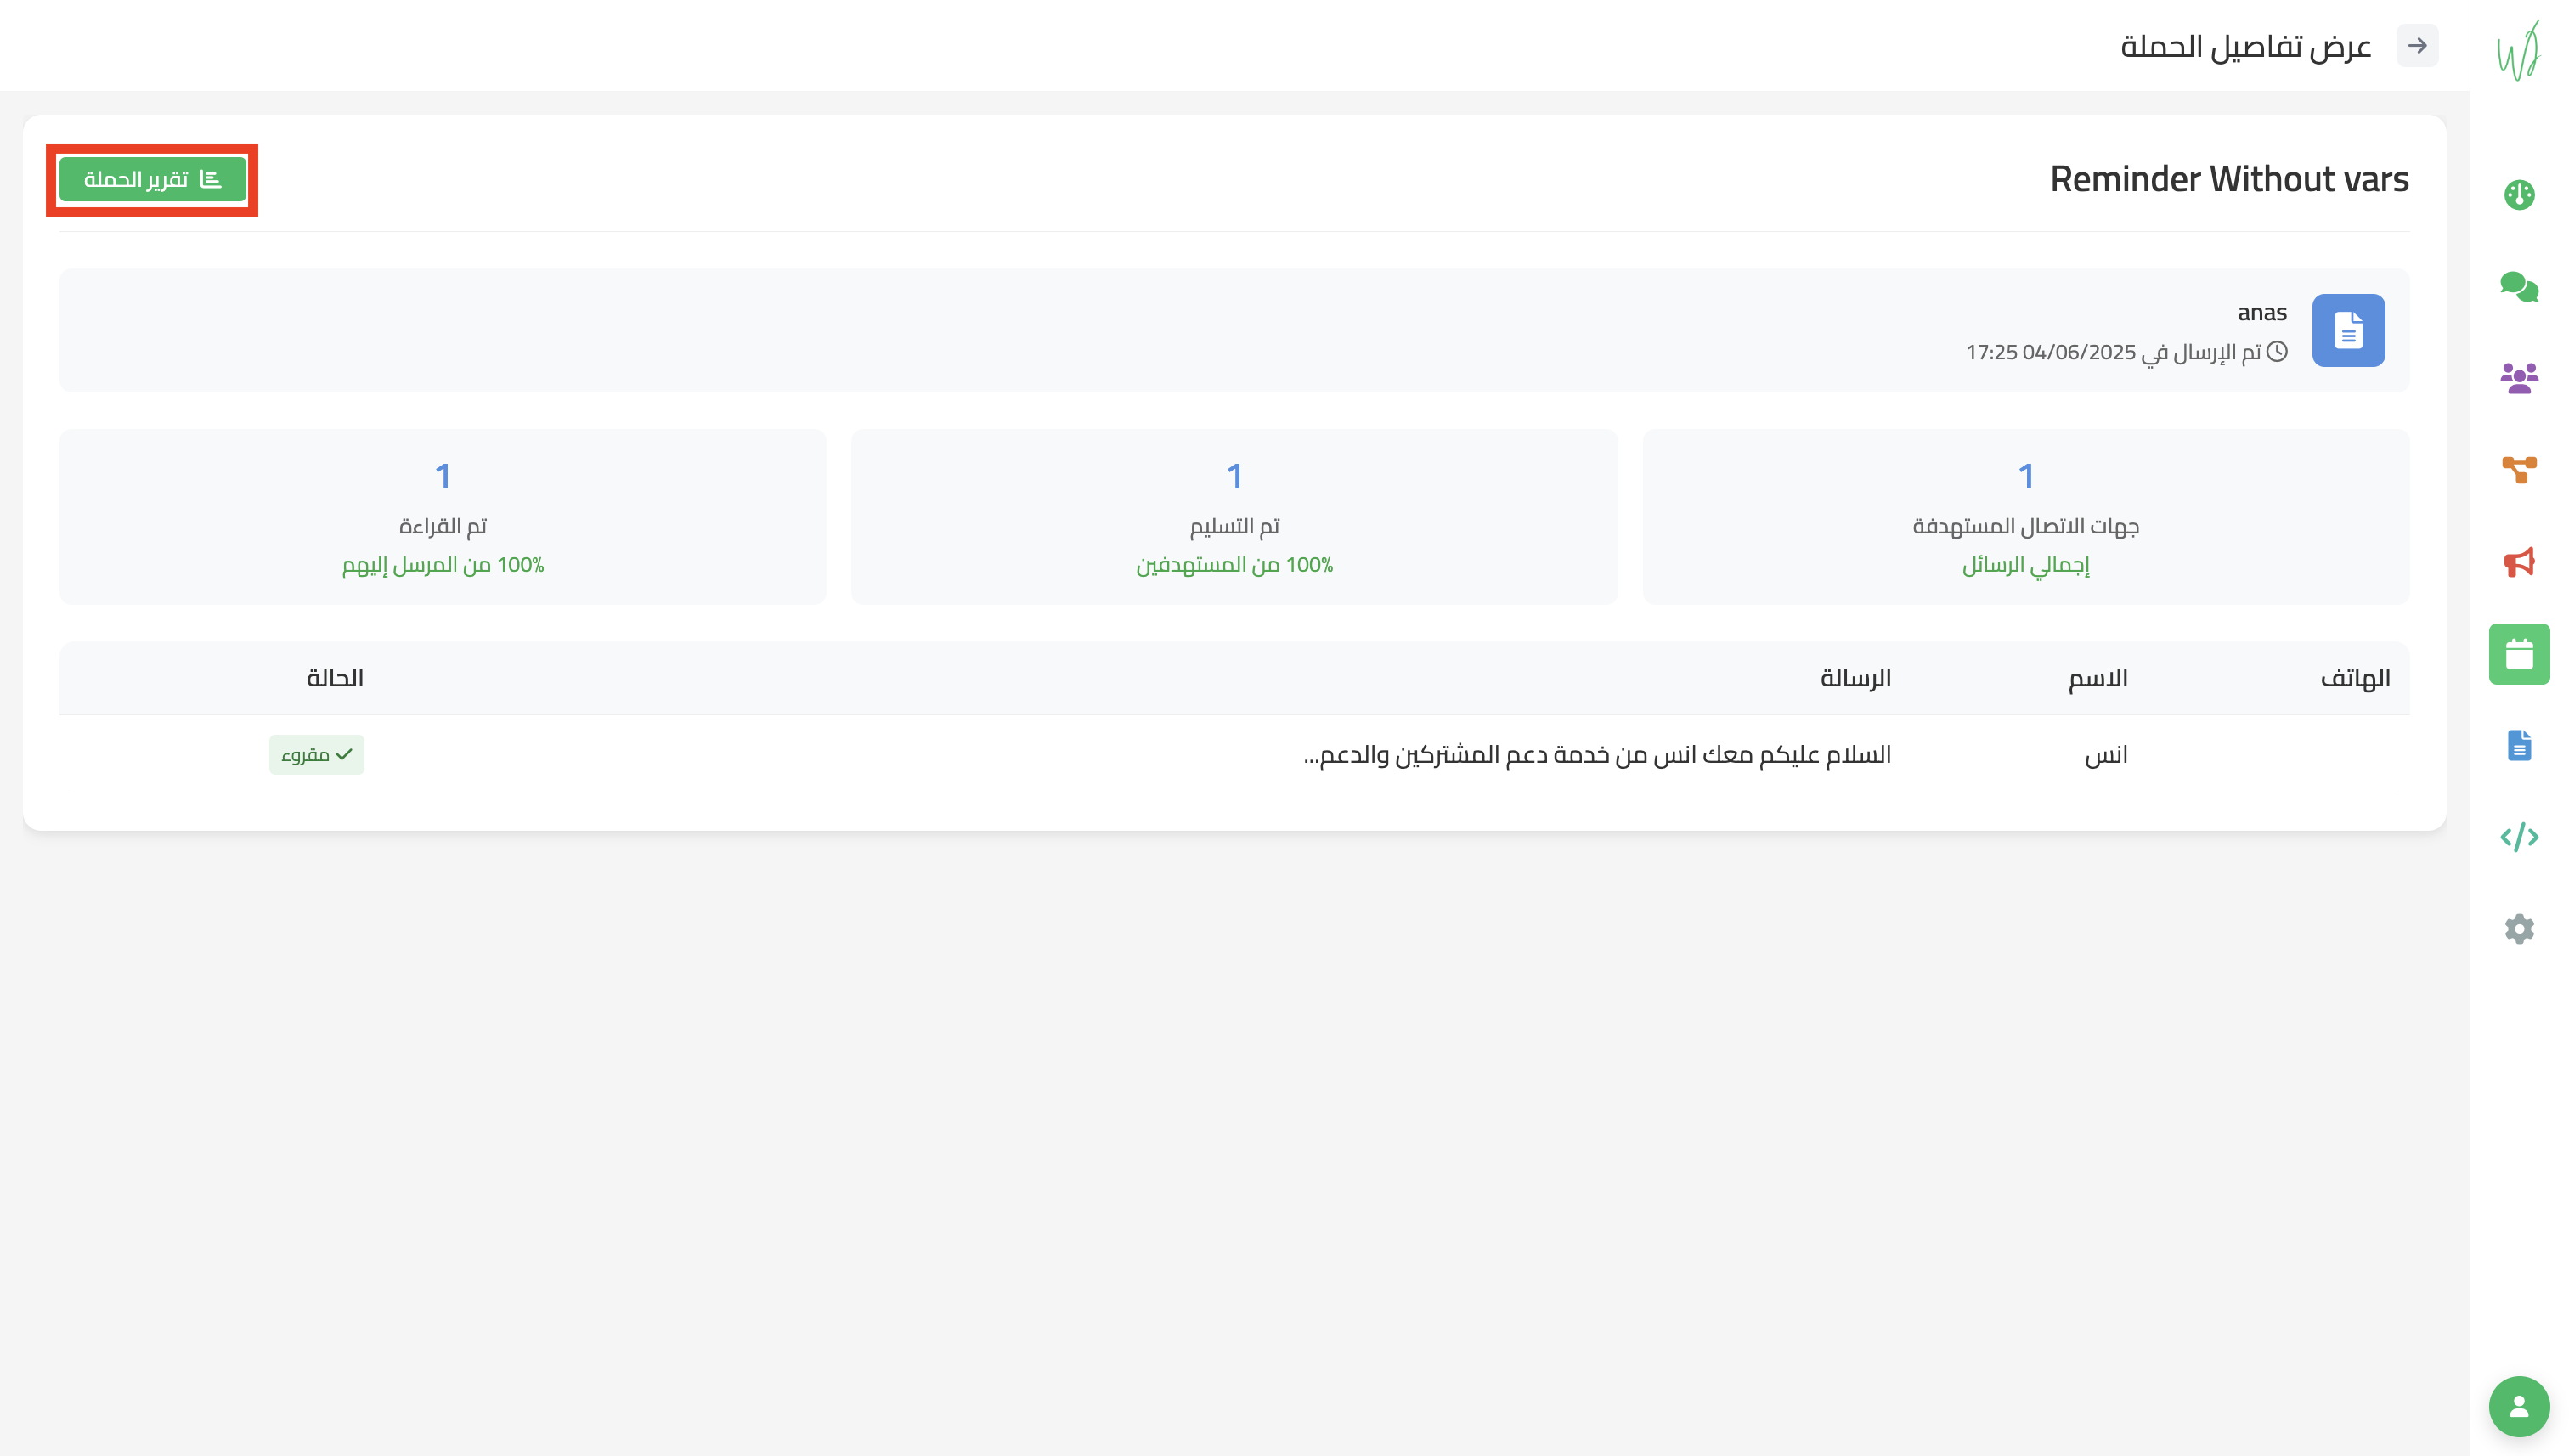 عرض تفاصيل الحملة
Reminder Without vars
تقرير الحملة
anas
تم الإرسال في 04/06/2025 17:25
1
جهات الاتصال المستهدفة
إجمالي الرسائل
1
تم التسليم
100% من المستهدفين
1
تم القراءة
100% من المرسل إليهم
الهاتف الاسم الرسالة الحالة
انس السلام عليكم معك انس من خدمة دعم المشتركين والدعم... مقروء